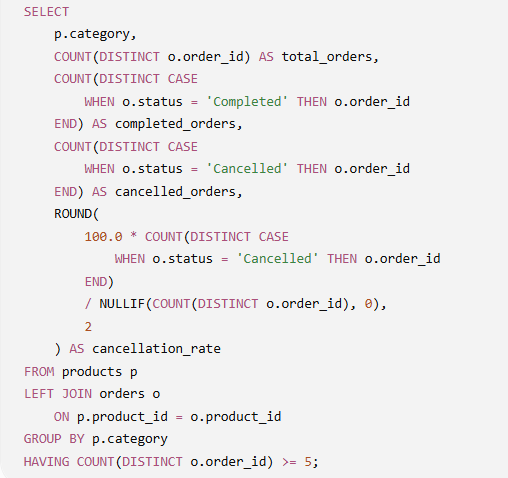 SELECT
    p.category,
    COUNT(DISTINCT o.order_id) AS total_orders,
    COUNT(DISTINCT CASE
        WHEN o.status = 'Completed' THEN o.order_id
    END) AS completed_orders,
    COUNT(DISTINCT CASE
        WHEN o.status = 'Cancelled' THEN o.order_id
    END) AS cancelled_orders,
    ROUND(
        100.0 * COUNT(DISTINCT CASE
            WHEN o.status = 'Cancelled' THEN o.order_id
        END)
        / NULLIF(COUNT(DISTINCT o.order_id), 0),
        2
    ) AS cancellation_rate
FROM products p
LEFT JOIN orders o
    ON p.product_id = o.product_id
GROUP BY p.category
HAVING COUNT(DISTINCT o.order_id) >= 5;